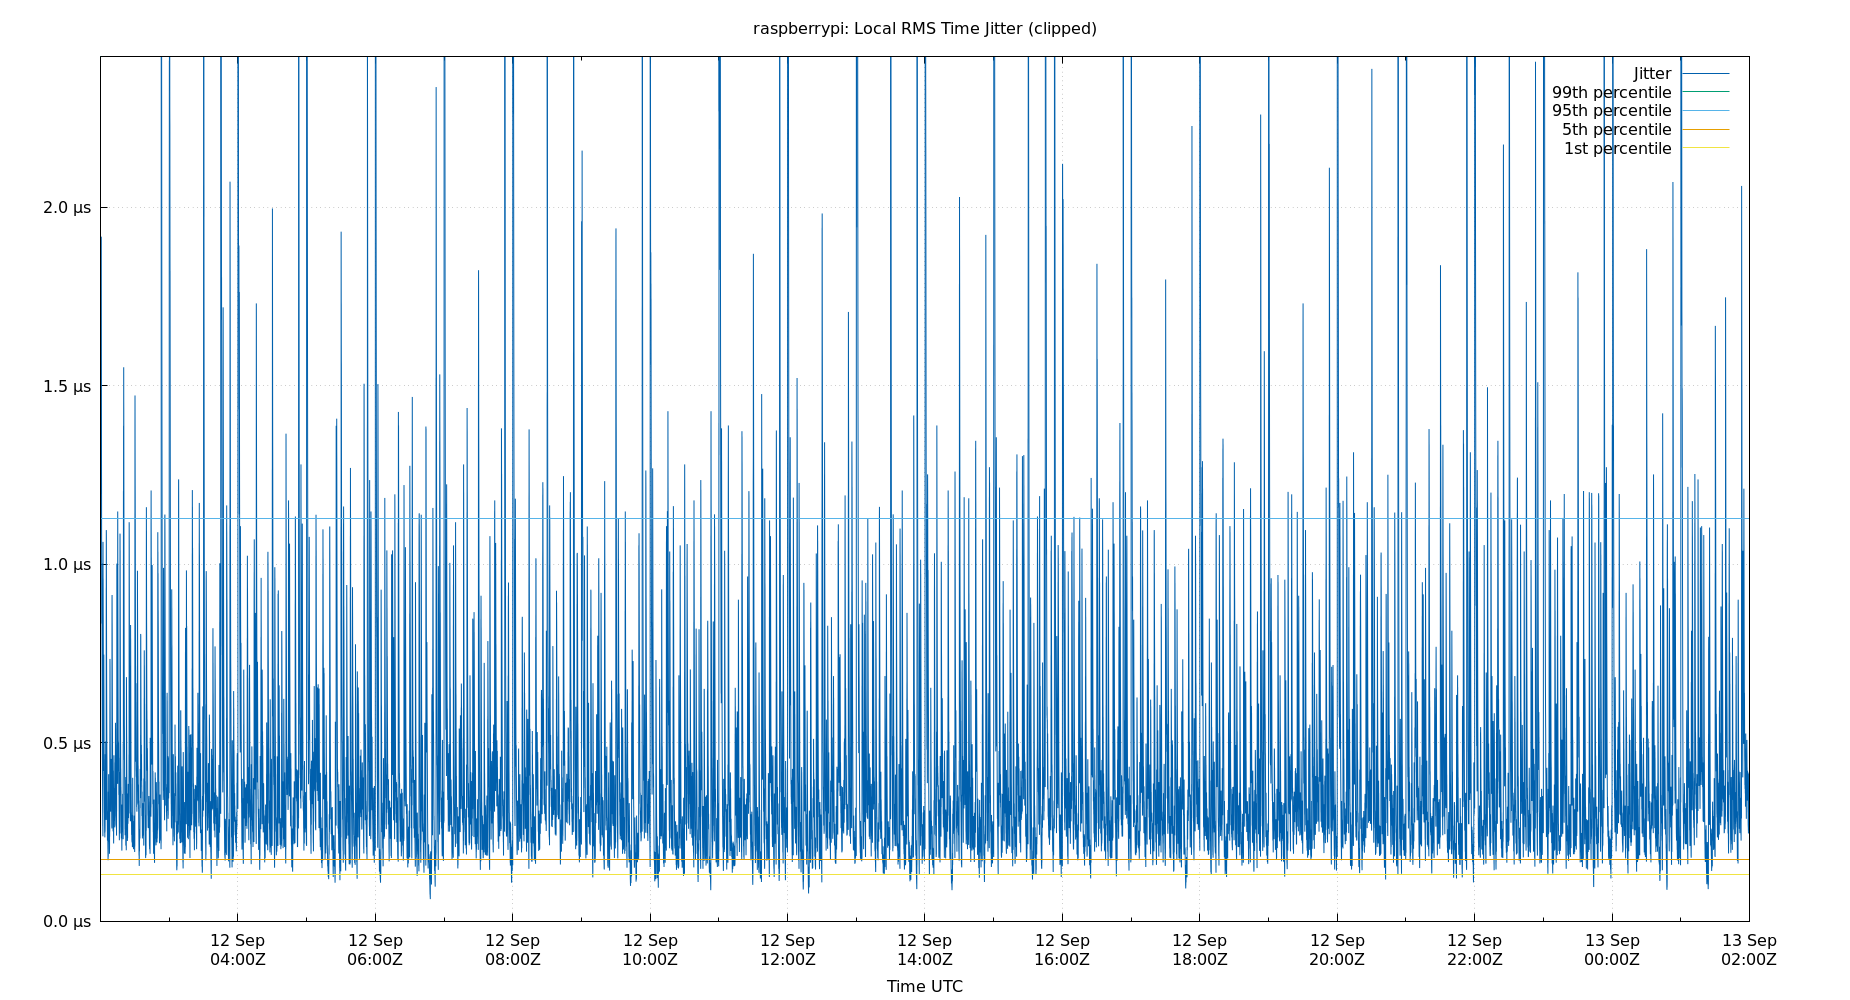 raspberrypi: Local RMS Time Jitter (clipped)
Jitter
99th percentile
95th percentile
5th percentile
1st percentile
2.0 µs
1.5 µs
1.0 µs
0.5 µs
0.0 µs
12 Sep 12 Sep 12 Sep 12 Sep 12 Sep 12 Sep 12 Sep 12 Sep 12 Sep 12 Sep 13 Sep 13 Sep
04:00Z 06:00Z 08:00Z 10:00Z 12:00Z 14:00Z 16:00Z 18:00Z 20:00Z 22:00Z 00:00Z 02:00Z
Time UTC